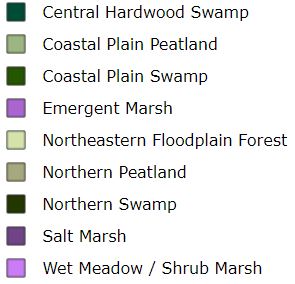 Central Hardwood Swamp
Coastal Plain Peatland
Coastal Plain Swamp
Emergent Marsh
Northeastern Floodplain Forest
Northern Peatland
Northern Swamp
Salt Marsh
Wet Meadow / Shrub Marsh